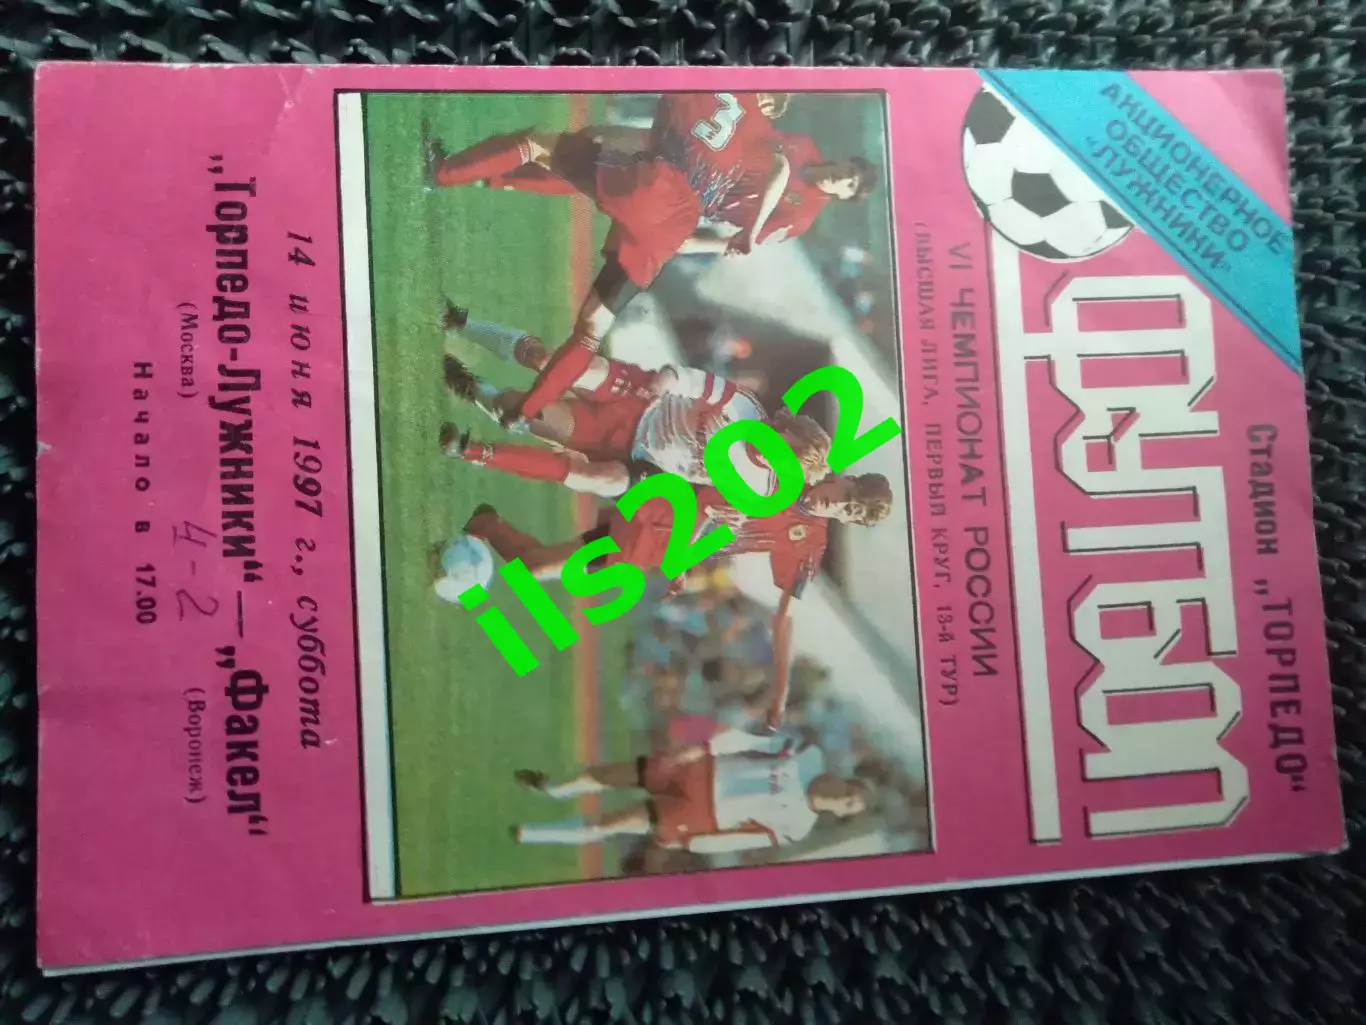 АКЦИОНЕРНОЕ
ОБЩЕСТВО
«ЛУЖНИКИ»
Стадион „ТОРПЕДО“
ФУТБОЛ
VI ЧЕМПИОНАТ РОССИИ
(ВЫСШАЯ ЛИГА, ПЕРВЫЙ КРУГ, 13-й ТУР)
3
ils202
14 июня 1997 г., суббота
„Торпедо-Лужники“ — „Факел“
(Москва) 4-2 (Воронеж)
Начало в 17.00